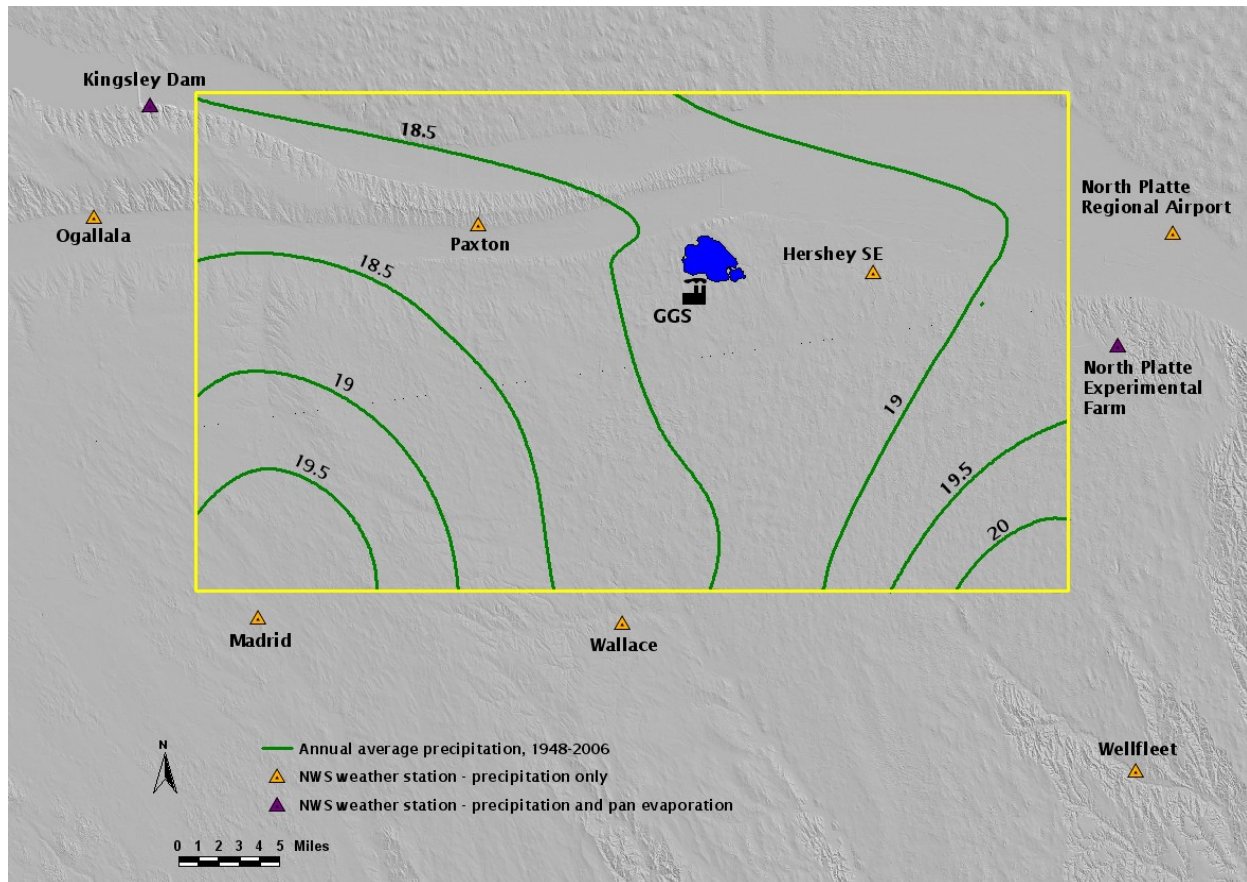 Kingsley Dam
18.5
North Platte
Regional Airport
Ogallala
Paxton
Hershey SE
18.5
GGS
North Platte
Experimental
Farm
19
19
19.5
19.5
20
Madrid
Wallace
N
Annual average precipitation, 1948-2006
NWS weather station - precipitation only
NWS weather station - precipitation and pan evaporation
Wellfleet
0 1 2 3 4 5 Miles